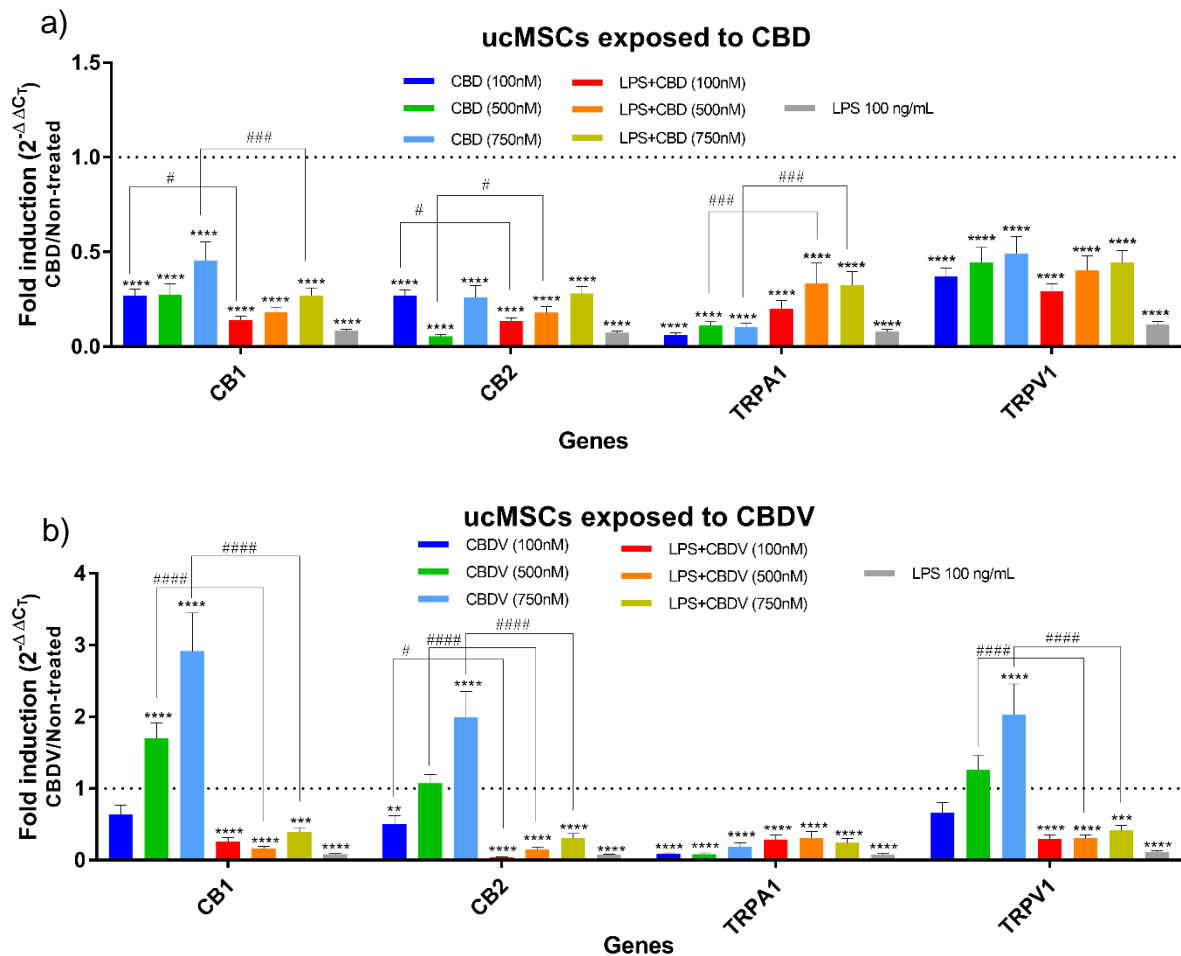 a)
ucMSCs exposed to CBD
Fold induction (2^-Δ ΔC_T)
CBD/Non-treated
1.5
1.0
0.5
0.0
CBD (100nM)
CBD (500nM)
CBD (750nM)
LPS+CBD (100nM)
LPS+CBD (500nM)
LPS+CBD (750nM)
LPS 100 ng/mL
###
#
#
#
###
###
**** **** **** **** **** **** ****
**** **** **** **** **** **** ****
**** **** **** **** **** **** ****
**** **** **** **** **** **** ****
CB1
CB2
TRPA1
TRPV1
Genes
b)
ucMSCs exposed to CBDV
Fold induction (2^-Δ ΔC_T)
CBDV/Non-treated
4
3
2
1
0
CBDV (100nM)
CBDV (500nM)
CBDV (750nM)
LPS+CBDV (100nM)
LPS+CBDV (500nM)
LPS+CBDV (750nM)
LPS 100 ng/mL
####
####
#
####
####
####
####
**** **** **** **** *** ****
** **** **** **** **** ****
**** **** **** **** **** **** ****
**** **** **** *** ****
CB1
CB2
TRPA1
TRPV1
Genes